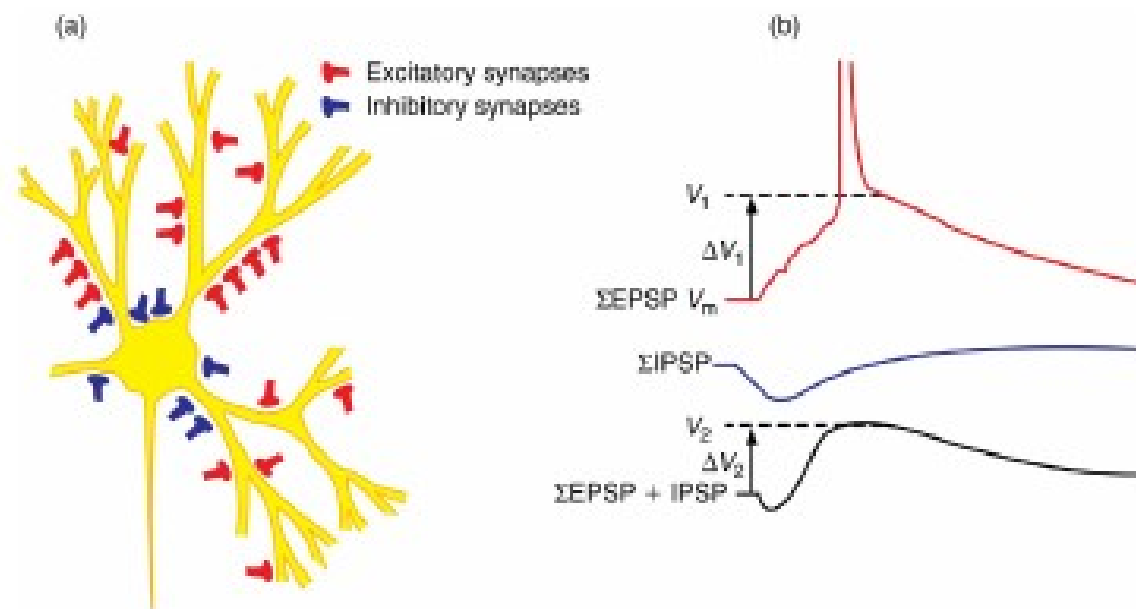 (a)
Excitatory synapses
Inhibitory synapses
(b)
V₁
ΔV₁
ΣEPSP Vₘ
ΣIPSP
V₂
ΔV₂
ΣEPSP + IPSP